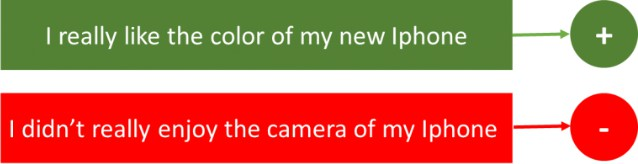 I really like the color of my new Iphone
+
I didn’t really enjoy the camera of my Iphone
-